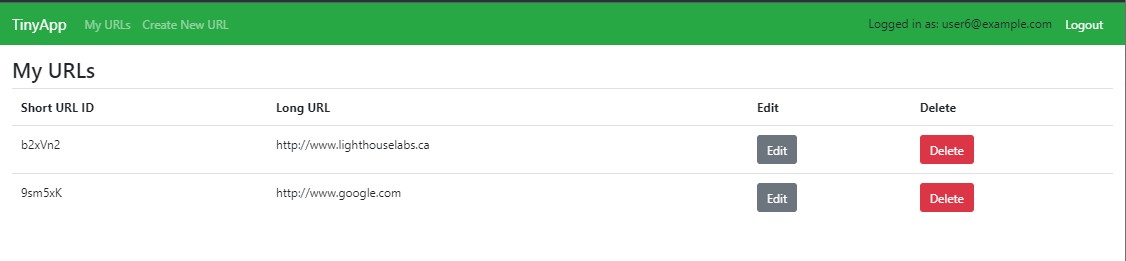 TinyApp My URLs Create New URL Logged in as: user6@example.com Logout
My URLs
Short URL ID Long URL Edit Delete
b2xVn2 http://www.lighthouselabs.ca Edit Delete
9sm5xK http://www.google.com Edit Delete